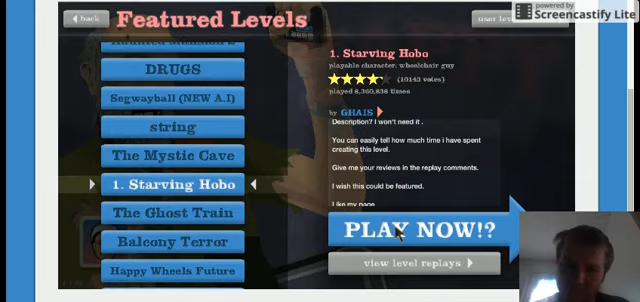 powered by
Screencastify Lite
back
Featured Levels
DRUGS
Segwayball (NEW A.I)
string
The Mystic Cave
1. Starving Hobo
The Ghost Train
Balcony Terror
Happy Wheels Future
1. Starving Hobo
playable character: wheelchair guy
(10143 votes)
played 8,360,838 times
by GHAIS
Description? I won't need it .
You can easily tell how much time i have spent
creating this level.
Give me your reviews in the replay comments.
I wish this could be featured.
Like my page
PLAY NOW!?
view level replays